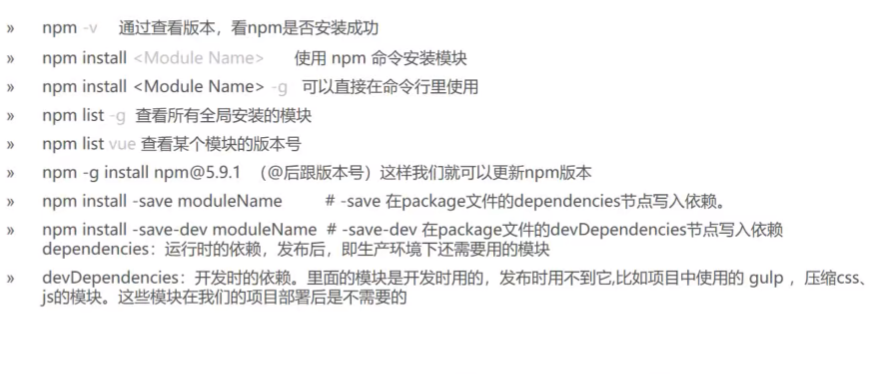 » npm -v 通过查看版本，看npm是否安装成功
» npm install <Module Name> 使用 npm 命令安装模块
» npm install <Module Name> -g 可以直接在命令行里使用
» npm list -g 查看所有全局安装的模块
» npm list vue 查看某个模块的版本号
» npm -g install npm@5.9.1 （@后跟版本号）这样我们就可以更新npm版本
» npm install -save moduleName # -save 在package文件的dependencies节点写入依赖。
» npm install -save-dev moduleName # -save-dev 在package文件的devDependencies节点写入依赖
dependencies：运行时的依赖，发布后，即生产环境下还需要用的模块
» devDependencies：开发时的依赖。里面的模块是开发时用的，发布时用不到它,比如项目中使用的 gulp ，压缩css、
js的模块。这些模块在我们的项目部署后是不需要的